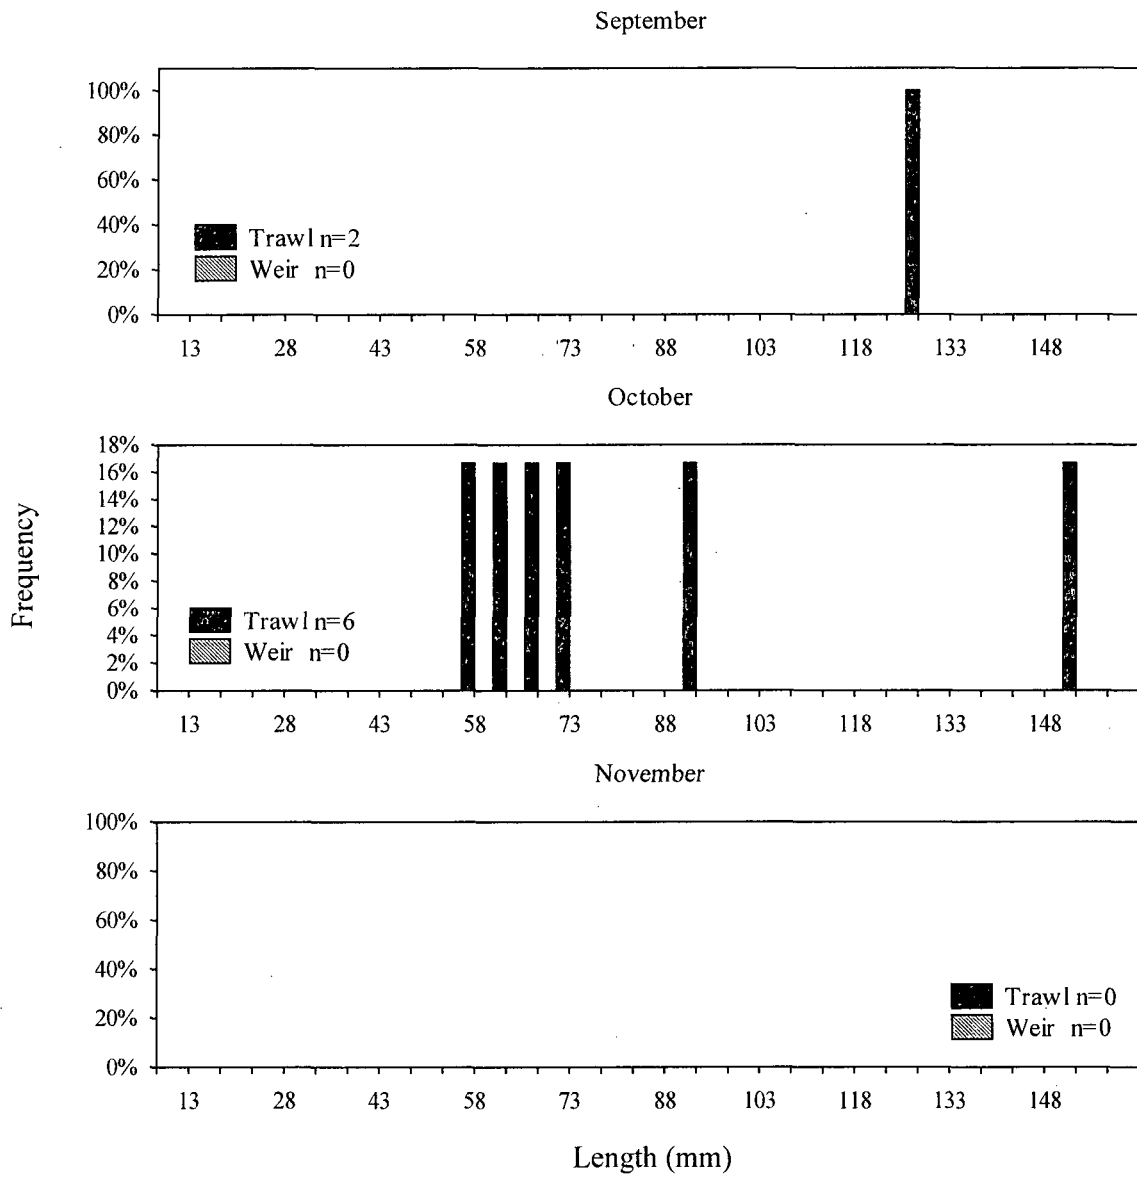 September
100%
80%
60%
40%
20%
0%
Trawl n=2
Weir n=0
13 28 43 58 73 88 103 118 133 148
October
Frequency
18%
16%
14%
12%
10%
8%
6%
4%
2%
0%
Trawl n=6
Weir n=0
13 28 43 58 73 88 103 118 133 148
November
100%
80%
60%
40%
20%
0%
Trawl n=0
Weir n=0
13 28 43 58 73 88 103 118 133 148
Length (mm)